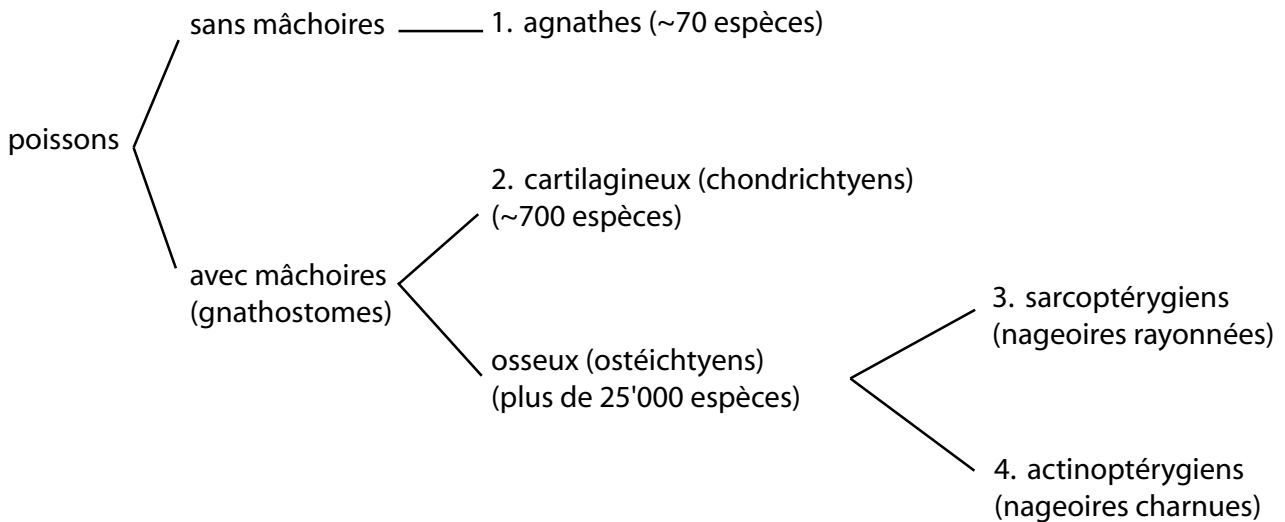 sans mâchoires
1. agnathes (~70 espèces)
poissons
2. cartilagineux (chondrichtyens)
(~700 espèces)
avec mâchoires
(gnathostomes)
3. sarcoptérygiens
(nageoires rayonnées)
osseux (ostéichtyens)
(plus de 25'000 espèces)
4. actinoptérygiens
(nageoires charnues)